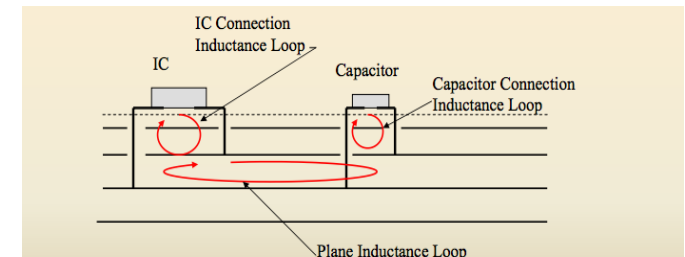 IC Connection
Inductance Loop
IC
Capacitor
Capacitor Connection
Inductance Loop
Plane Inductance Loop